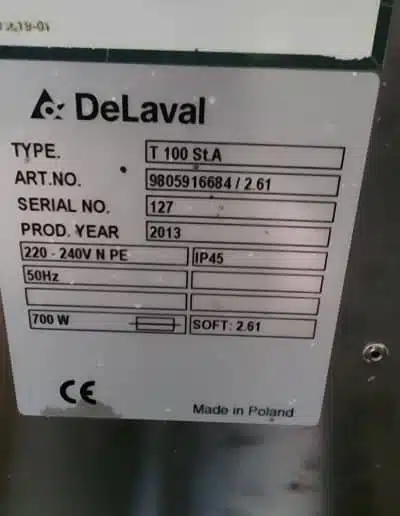 DeLaval
TYPE. T 100 St.A
ART.NO. 9805916684 / 2.61
SERIAL NO. 127
PROD. YEAR 2013
220 - 240V N PE IP45
50Hz
700 W SOFT: 2.61
CE
Made in Poland